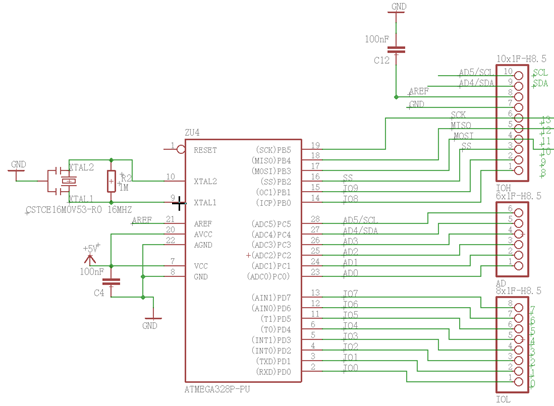 GND
100nF
C12
10x1F-H8.5
AD5/SCL 10 SCL
AD4/SDA 9 SDA
AREF 8
GND 7
SCK 6 13
MISO 5 12
MOSI 4 11
SS 3 10
2 9
1 8
IOH
ZU4
1 RESET
GND
XTAL2
R2
1M
XTAL1
CSTCE16M0V53-R0 16MHZ
10 XTAL2
9 XTAL1
AREF 21 AREF
20 AVCC
22 AGND
+5V
7 VCC
8 GND
100nF
C4
GND
(SCK)PB5 19
(MISO)PB4 18
(MOSI)PB3 17
(SS)PB2 16 SS
(OC1)PB1 15 IO9
(ICP)PB0 14 IO8
(ADC5)PC5 28 AD5/SCL
(ADC4)PC4 27 AD4/SDA
(ADC3)PC3 26 AD3
(ADC2)PC2 25 AD2
(ADC1)PC1 24 AD1
(ADC0)PC0 23 AD0
(AIN1)PD7 13 IO7
(AIN0)PD6 12 IO6
(T1)PD5 11 IO5
(T0)PD4 6 IO4
(INT1)PD3 5 IO3
(INT0)PD2 4 IO2
(TXD)PD1 3 IO1
(RXD)PD0 2 IO0
ATMEGA328P-PU
6x1F-H8.5
6
5
4
3
2
1
AD
8x1F-H8.5
8 7
7 6
6 5
5 4
4 3
3 2
2 1
1 0
IOL